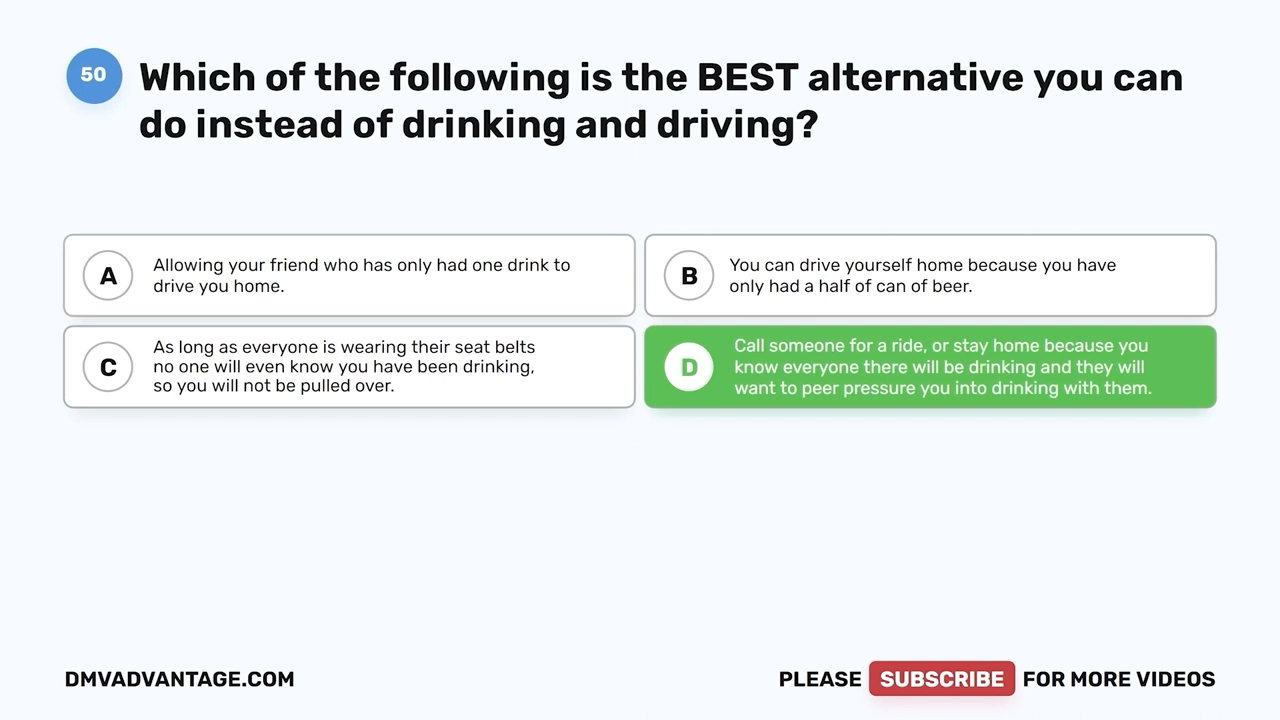 50
Which of the following is the BEST alternative you can
do instead of drinking and driving?
A
Allowing your friend who has only had one drink to
drive you home.
B
You can drive yourself home because you have
only had a half of can of beer.
C
As long as everyone is wearing their seat belts
no one will even know you have been drinking,
so you will not be pulled over.
D
Call someone for a ride, or stay home because you
know everyone there will be drinking and they will
want to peer pressure you into drinking with them.
DMVADVANTAGE.COM
PLEASE SUBSCRIBE FOR MORE VIDEOS